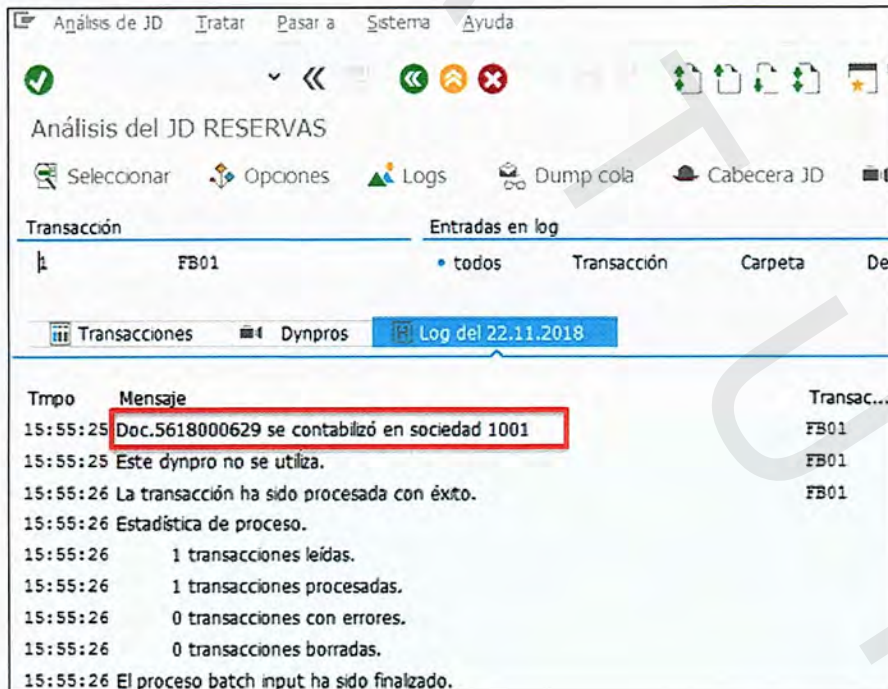 Análisis de JD Tratar Pasar a Sistema Ayuda
Análisis del JD RESERVAS
Seleccionar Opciones Logs Dump cola Cabecera JD
Transacción Entradas en log
1 FB01 todos Transacción Carpeta De
Transacciones Dynpros Log del 22.11.2018
Tmpo Mensaje Transac...
15:55:25 Doc.5618000629 se contabilizó en sociedad 1001 FB01
15:55:25 Este dynpro no se utiliza. FB01
15:55:26 La transacción ha sido procesada con éxito. FB01
15:55:26 Estadística de proceso.
15:55:26 1 transacciones leídas.
15:55:26 1 transacciones procesadas.
15:55:26 0 transacciones con errores.
15:55:26 0 transacciones borradas.
15:55:26 El proceso batch input ha sido finalizado.